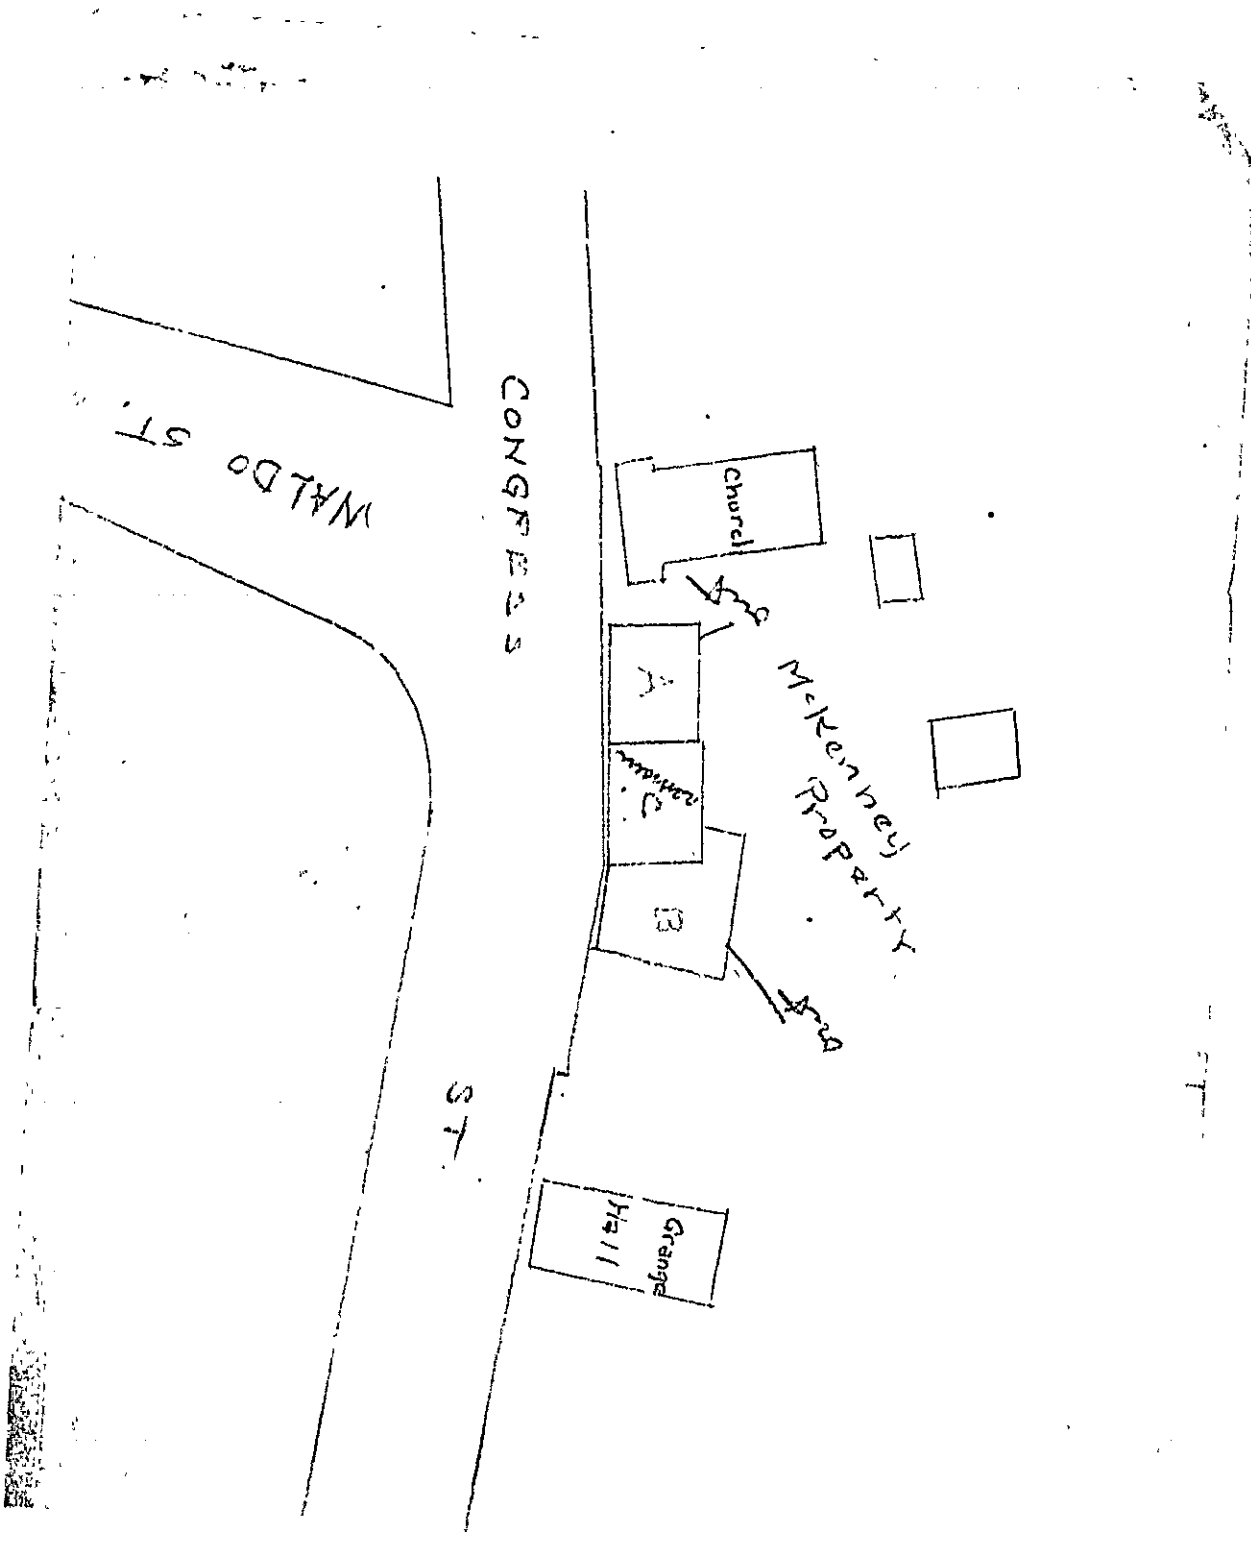 CONGRESS
ST.
WALDO ST.
Church
A
C
B
McKenney
Property
Grange
Hall